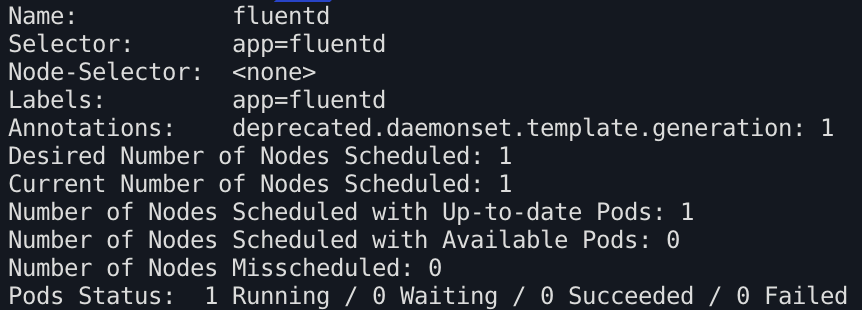 Name:           fluentd
Selector:       app=fluentd
Node-Selector:  <none>
Labels:         app=fluentd
Annotations:    deprecated.daemonset.template.generation: 1
Desired Number of Nodes Scheduled: 1
Current Number of Nodes Scheduled: 1
Number of Nodes Scheduled with Up-to-date Pods: 1
Number of Nodes Scheduled with Available Pods: 0
Number of Nodes Misscheduled: 0
Pods Status:  1 Running / 0 Waiting / 0 Succeeded / 0 Failed